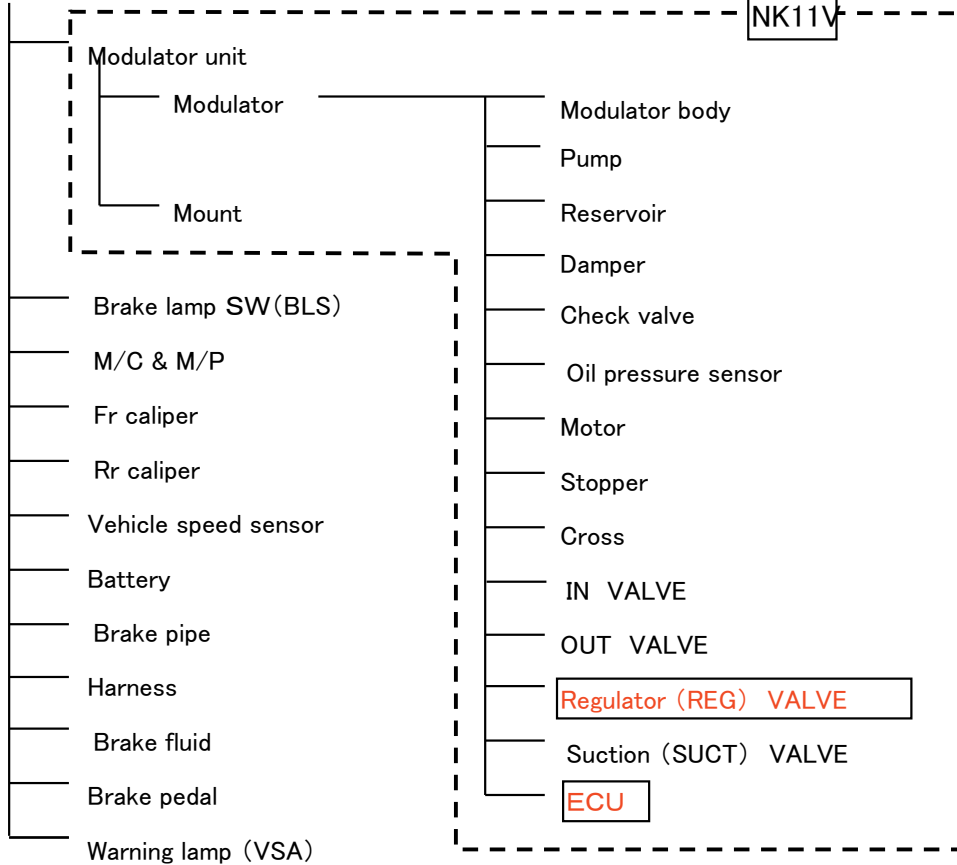 NK11V
Modulator unit
Modulator
Mount
Modulator body
Pump
Reservoir
Damper
Check valve
Oil pressure sensor
Motor
Stopper
Cross
IN VALVE
OUT VALVE
Regulator (REG) VALVE
Suction (SUCT) VALVE
ECU
Brake lamp SW(BLS)
M/C & M/P
Fr caliper
Rr caliper
Vehicle speed sensor
Battery
Brake pipe
Harness
Brake fluid
Brake pedal
Warning lamp (VSA)